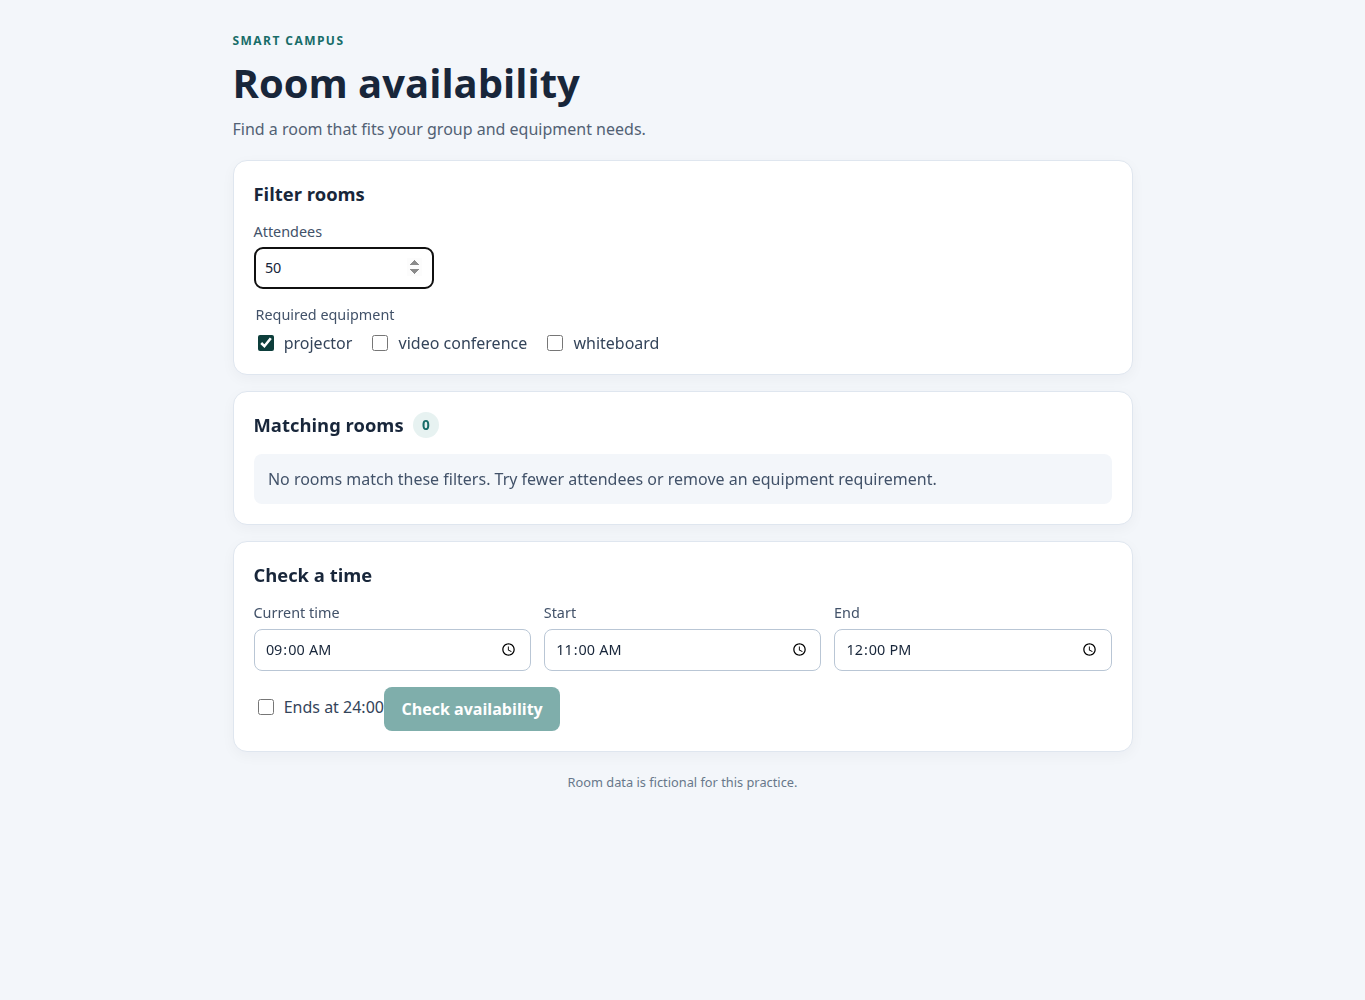 SMART CAMPUS
Room availability
Find a room that fits your group and equipment needs.
Filter rooms
Attendees
50
Required equipment
projector video conference whiteboard
Matching rooms 0
No rooms match these filters. Try fewer attendees or remove an equipment requirement.
Check a time
Current time Start End
09:00 AM 11:00 AM 12:00 PM
Ends at 24:00 Check availability
Room data is fictional for this practice.